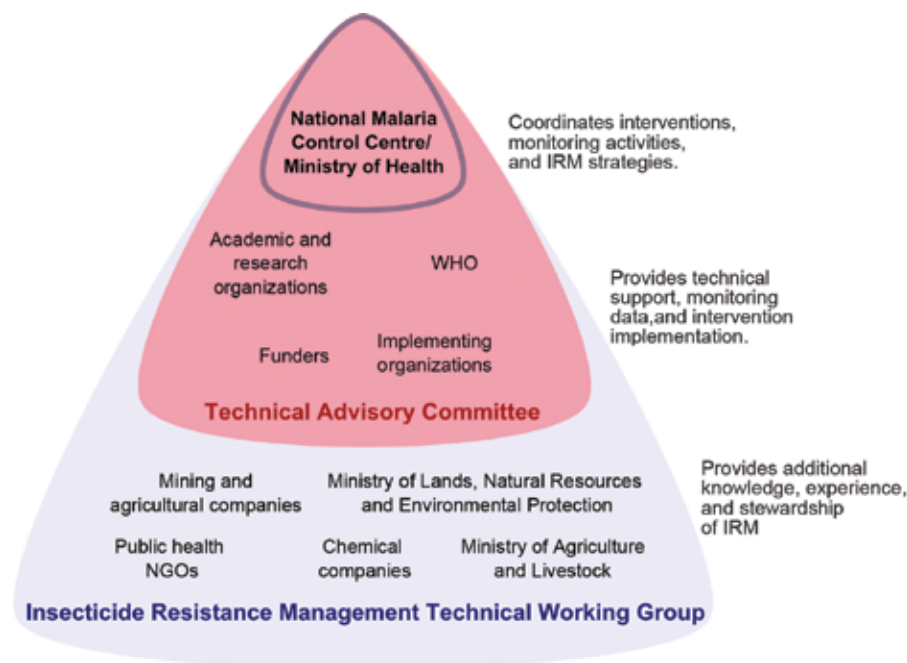 National Malaria
Control Centre/
Ministry of Health
Coordinates interventions,
monitoring activities,
and IRM strategies.
Academic and
research
organizations
WHO
Funders
Implementing
organizations
Technical Advisory Committee
Provides technical
support, monitoring
data,and intervention
implementation.
Mining and
agricultural companies
Ministry of Lands, Natural Resources
and Environmental Protection
Public health
NGOs
Chemical
companies
Ministry of Agriculture
and Livestock
Insecticide Resistance Management Technical Working Group
Provides additional
knowledge, experience,
and stewardship
of IRM